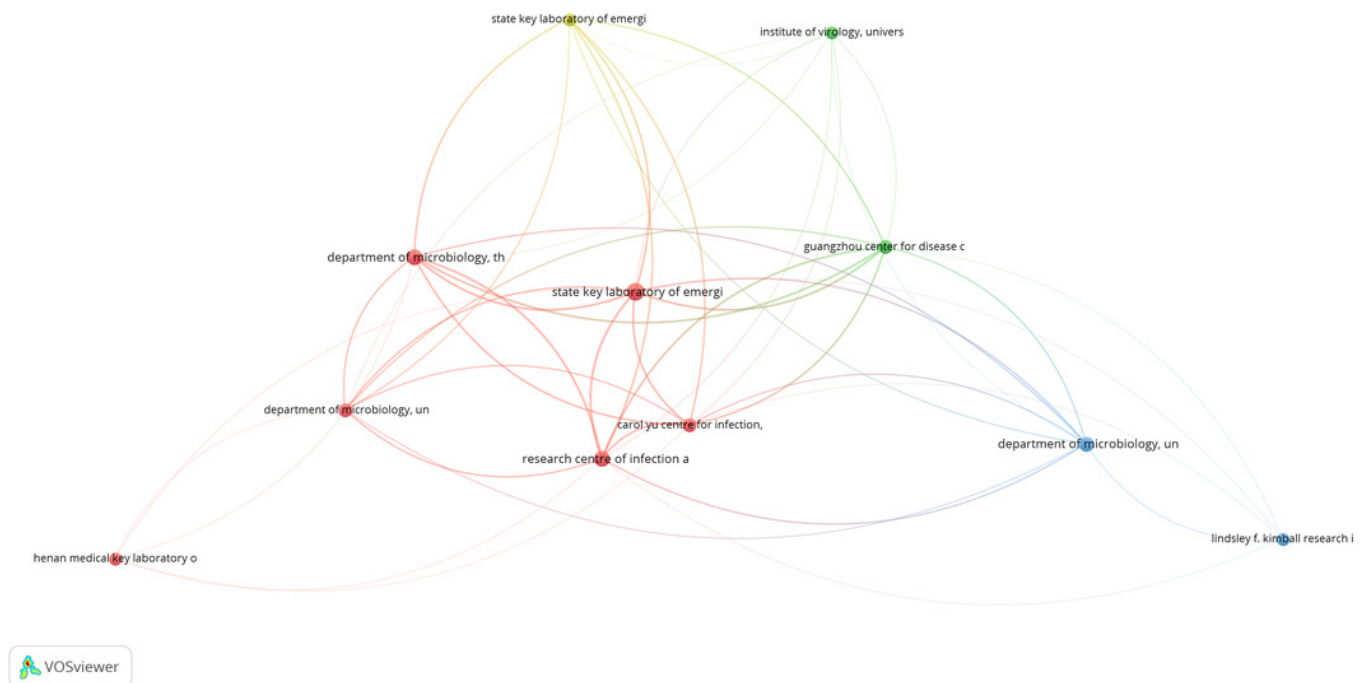 state key laboratory of emergi
institute of virology, univers
guangzhou center for disease c
department of microbiology, th
state key laboratory of emergi
department of microbiology, un
carol yu centre for infection,
department of microbiology, un
research centre of infection a
lindsley f. kimball research i
henan medical key laboratory o
VOSviewer